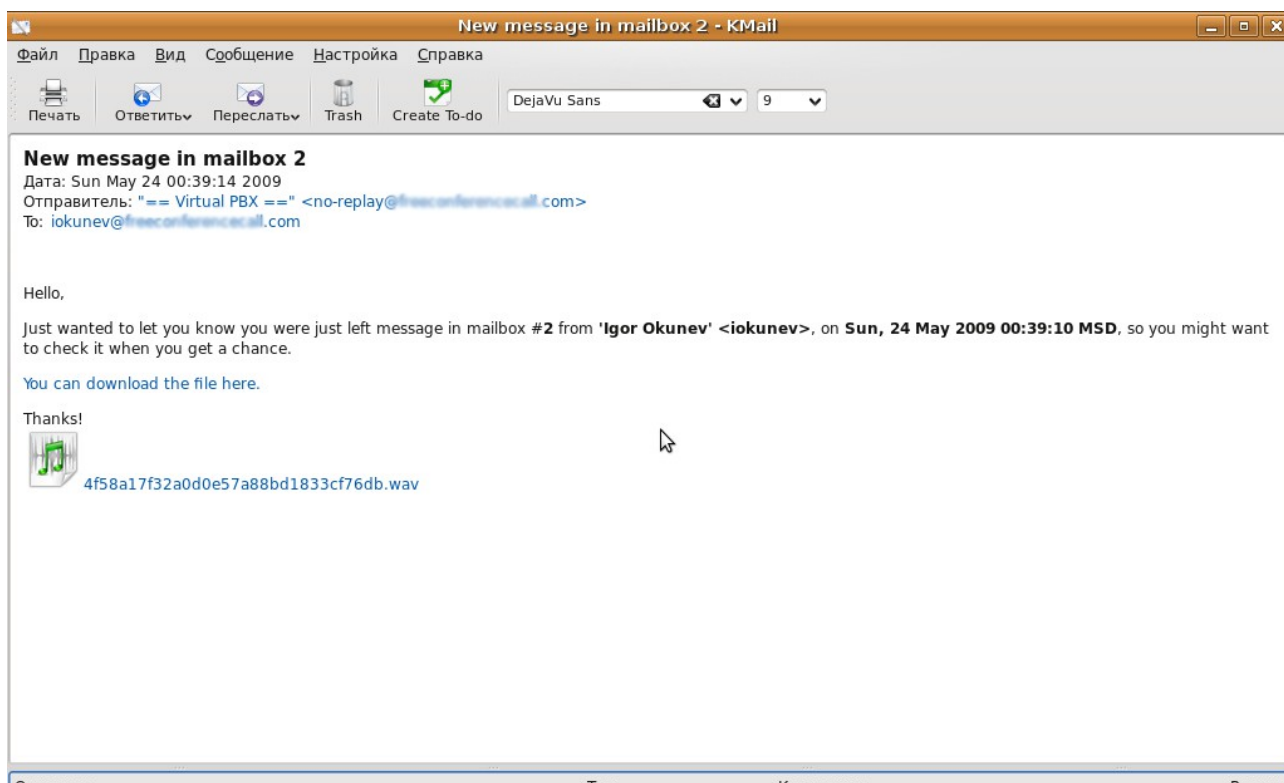 New message in mailbox 2 - KMail
Файл Правка Вид Сообщение Настройка Справка
Печать Ответить Переслать Trash Create To-do DejaVu Sans 9
New message in mailbox 2
Дата: Sun May 24 00:39:14 2009
Отправитель: "== Virtual PBX ==" <no-replay@ .com>
To: iokunev@ .com
Hello,
Just wanted to let you know you were just left message in mailbox #2 from 'Igor Okunev' <iokunev>, on Sun, 24 May 2009 00:39:10 MSD, so you might want
to check it when you get a chance.
You can download the file here.
Thanks!
4f58a17f32a0d0e57a88bd1833cf76db.wav